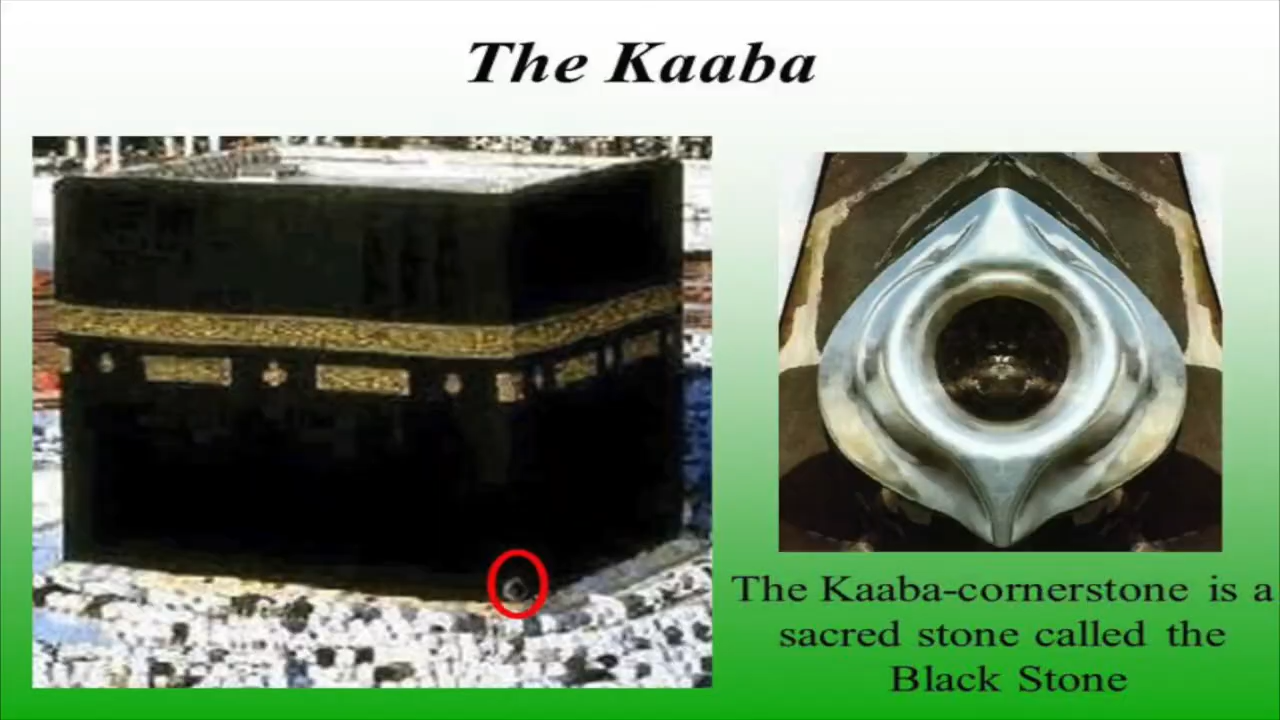 The Kaaba
The Kaaba-cornerstone is a
sacred stone called the
Black Stone